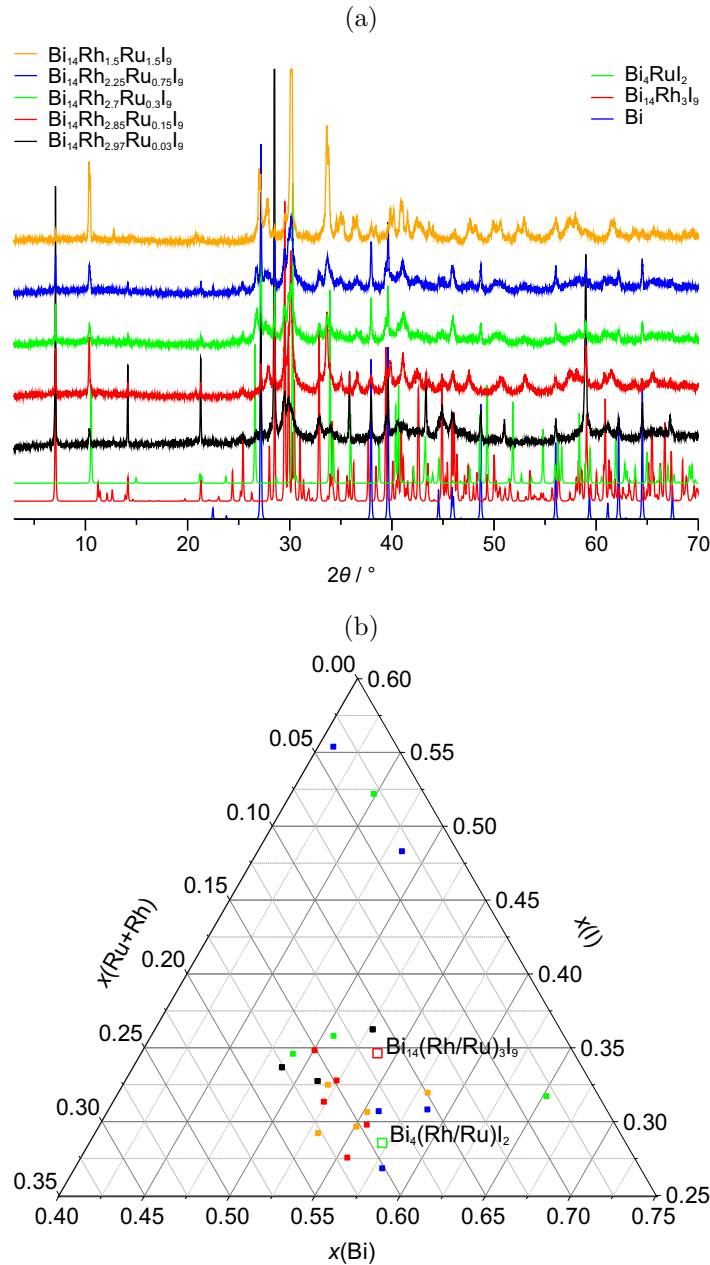 (a)
Bi₁₄Rh₁.₅Ru₁.₅I₉
Bi₁₄Rh₂.₂₅Ru₀.₇₅I₉
Bi₁₄Rh₂.₇Ru₀.₃I₉
Bi₁₄Rh₂.₈₅Ru₀.₁₅I₉
Bi₁₄Rh₂.₉₇Ru₀.₀₃I₉
Bi₄RuI₂
Bi₁₄Rh₃I₉
Bi
10 20 30 40 50 60 70
2θ / °
(b)
0.00 0.60
0.05 0.55
0.10 0.50
0.15 0.45
x(Ru+Rh) x(I)
0.20 0.40
0.25 0.35
Bi₁₄(Rh/Ru)₃I₉
0.30 0.30
Bi₄(Rh/Ru)I₂
0.35 0.25
0.40 0.45 0.50 0.55 0.60 0.65 0.70 0.75
x(Bi)